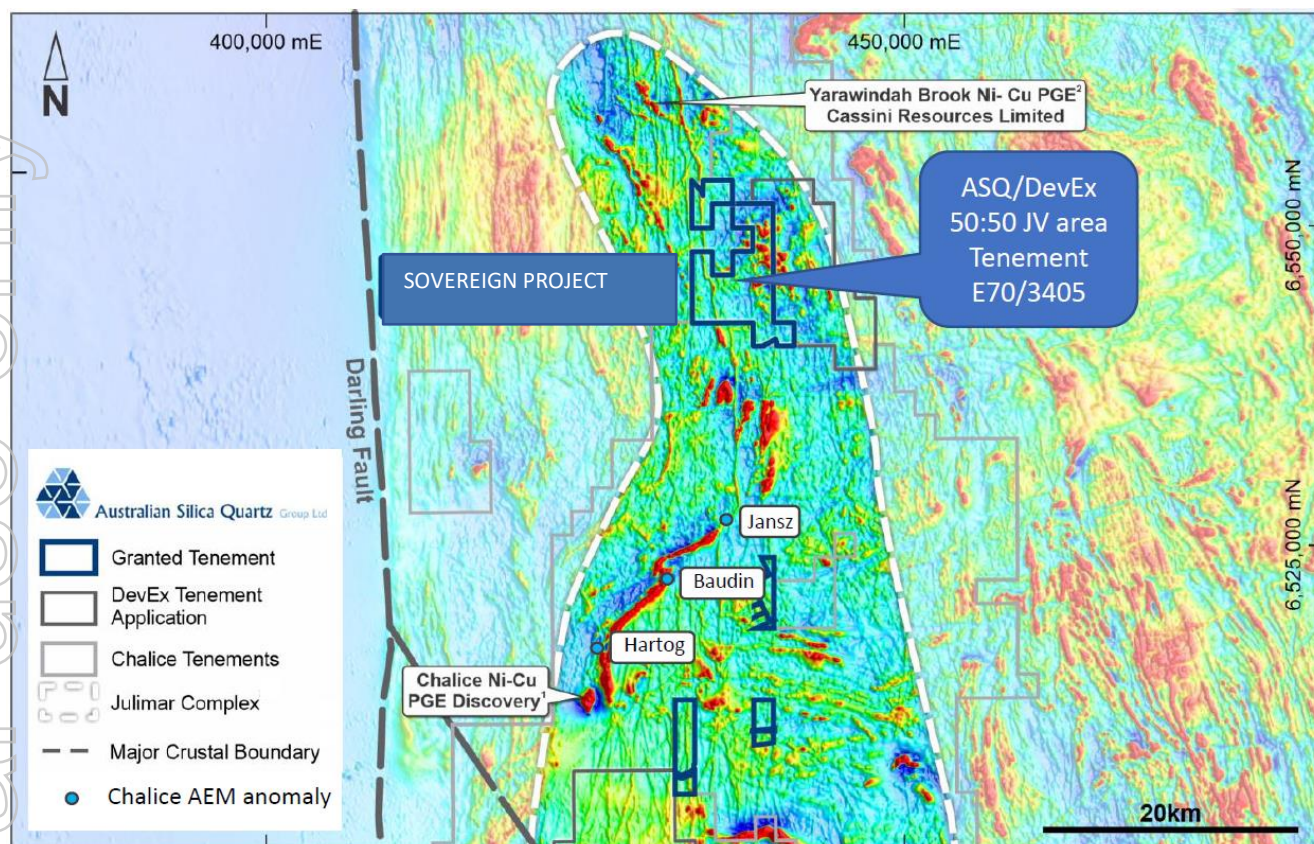 400,000 mE
450,000 mE
N
Yarawindah Brook Ni- Cu PGE²
Cassini Resources Limited
ASQ/DevEx
50:50 JV area
Tenement
E70/3405
6,550,000 mN
SOVEREIGN PROJECT
Darling Fault
Jansz
Baudin
Hartog
6,525,000 mN
Chalice Ni-Cu
PGE Discovery¹
Australian Silica Quartz Group Ltd
Granted Tenement
DevEx Tenement
Application
Chalice Tenements
Julimar Complex
Major Crustal Boundary
Chalice AEM anomaly
20km